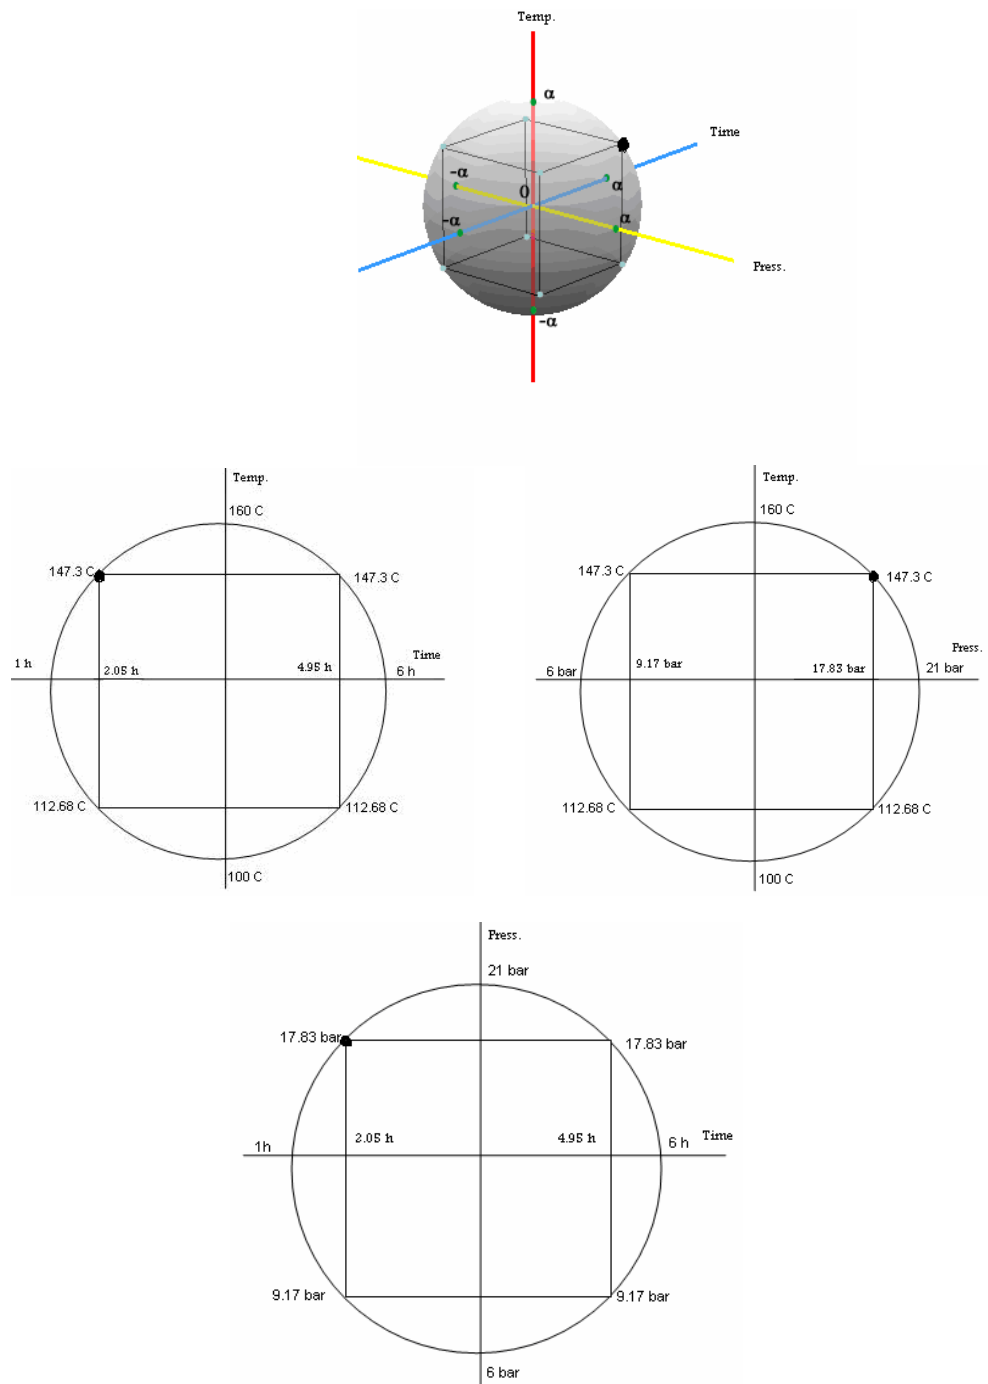 Temp.
α
Time
-α
0
α
-α
α
Press.
-α
Temp.
160 C
147.3 C
147.3 C
1 h
2.05 h
4.95 h
Time
6 h
112.68 C
112.68 C
100 C
Temp.
160 C
147.3 C
147.3 C
6 bar
9.17 bar
17.83 bar
Press.
21 bar
112.68 C
112.68 C
100 C
Press.
21 bar
17.83 bar
17.83 bar
1h
2.05 h
4.95 h
6 h
Time
9.17 bar
9.17 bar
6 bar